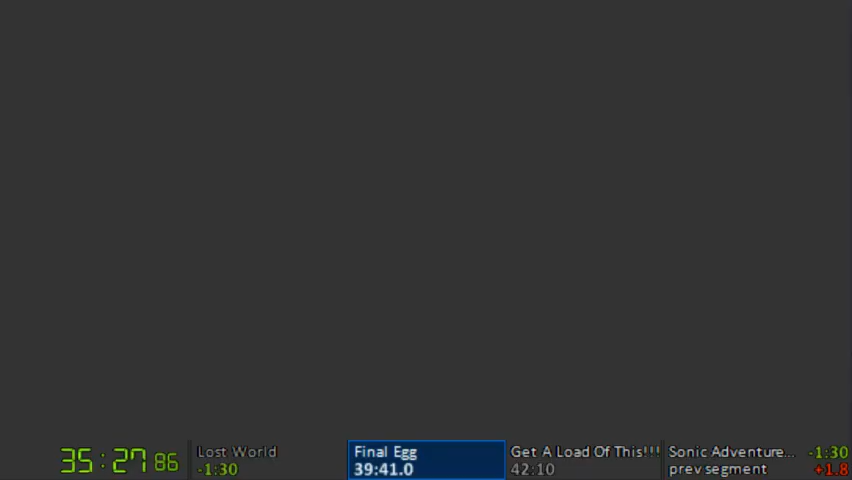 35:27 86
Lost World
-1:30
Final Egg
39:41.0
Get A Load Of This!!!
42:10
Sonic Adventure... -1:30
prev segment +1.8